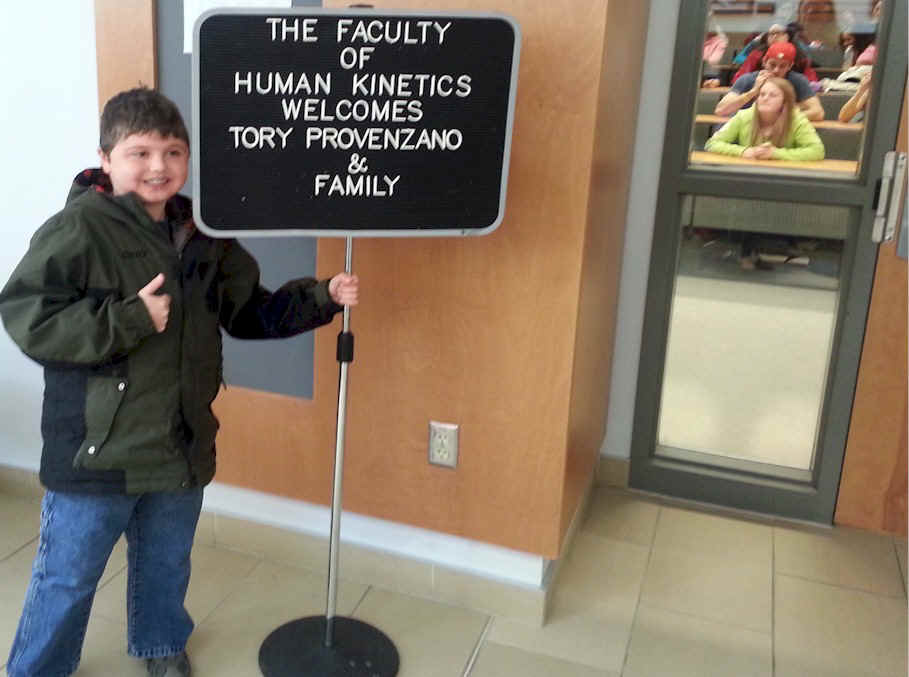 THE FACULTY
OF
HUMAN KINETICS
WELCOMES
TORY PROVENZANO
&
FAMILY